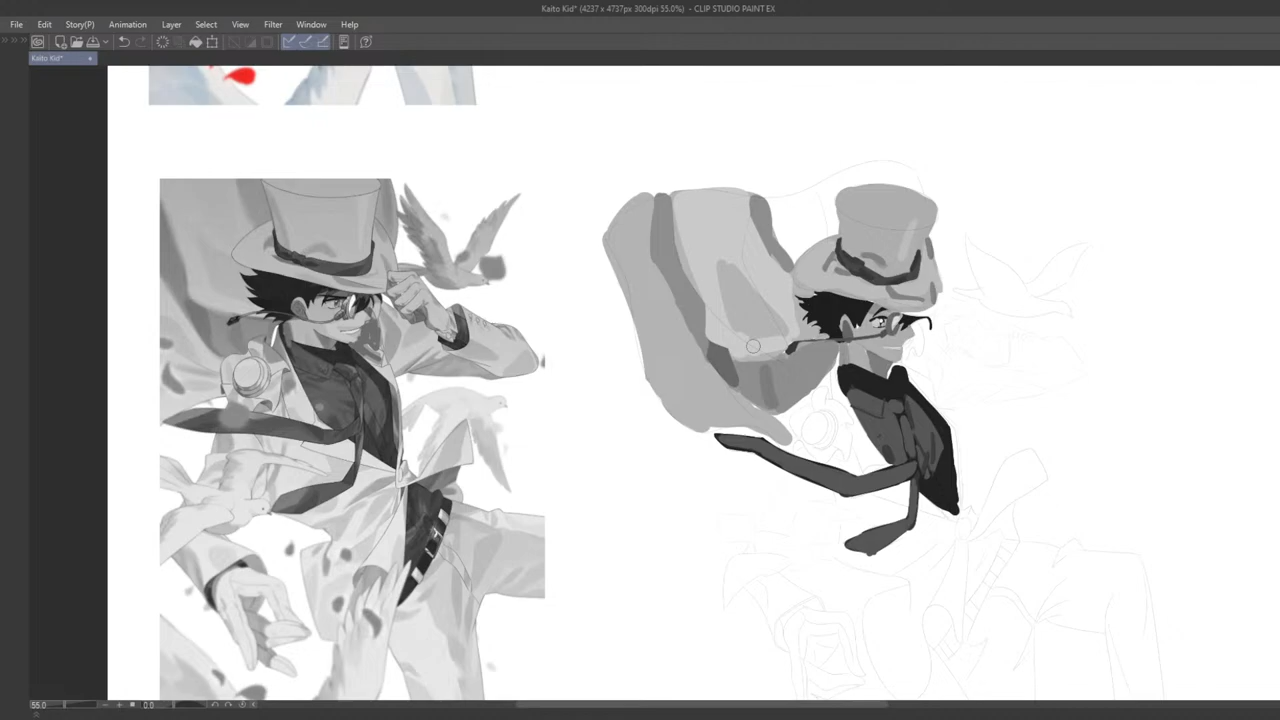 Kaito Kid* (4237 x 4737px 300dpi 55.0%) - CLIP STUDIO PAINT EX
File Edit Story(P) Animation Layer Select View Filter Window Help
Kaito Kid*
55.0 0.0